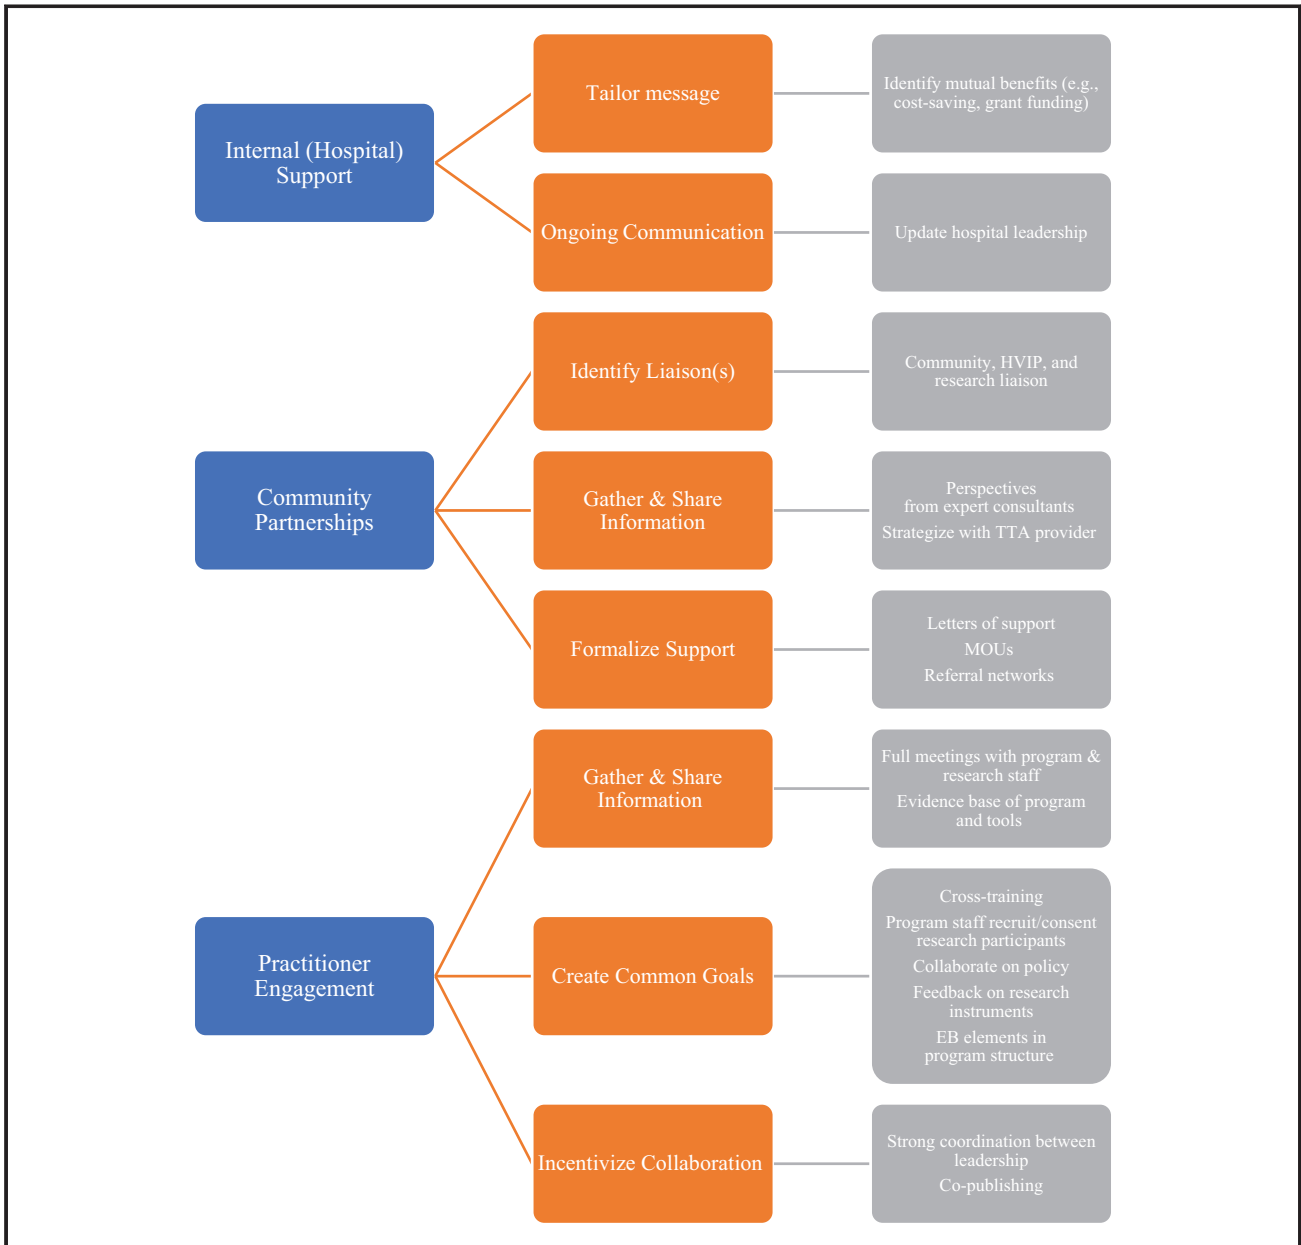 Internal (Hospital)
Support
Tailor message
Identify mutual benefits (e.g.,
cost-saving, grant funding)
Ongoing Communication
Update hospital leadership
Community
Partnerships
Identify Liaison(s)
Community, HVIP, and
research liaison
Gather & Share
Information
Perspectives
from expert consultants
Strategize with TTA provider
Formalize Support
Letters of support
MOUs
Referral networks
Practitioner
Engagement
Gather & Share
Information
Full meetings with program &
research staff
Evidence base of program
and tools
Create Common Goals
Cross-training
Program staff recruit/consent
research participants
Collaborate on policy
Feedback on research
instruments
EB elements in
program structure
Incentivize Collaboration
Strong coordination between
leadership
Co-publishing